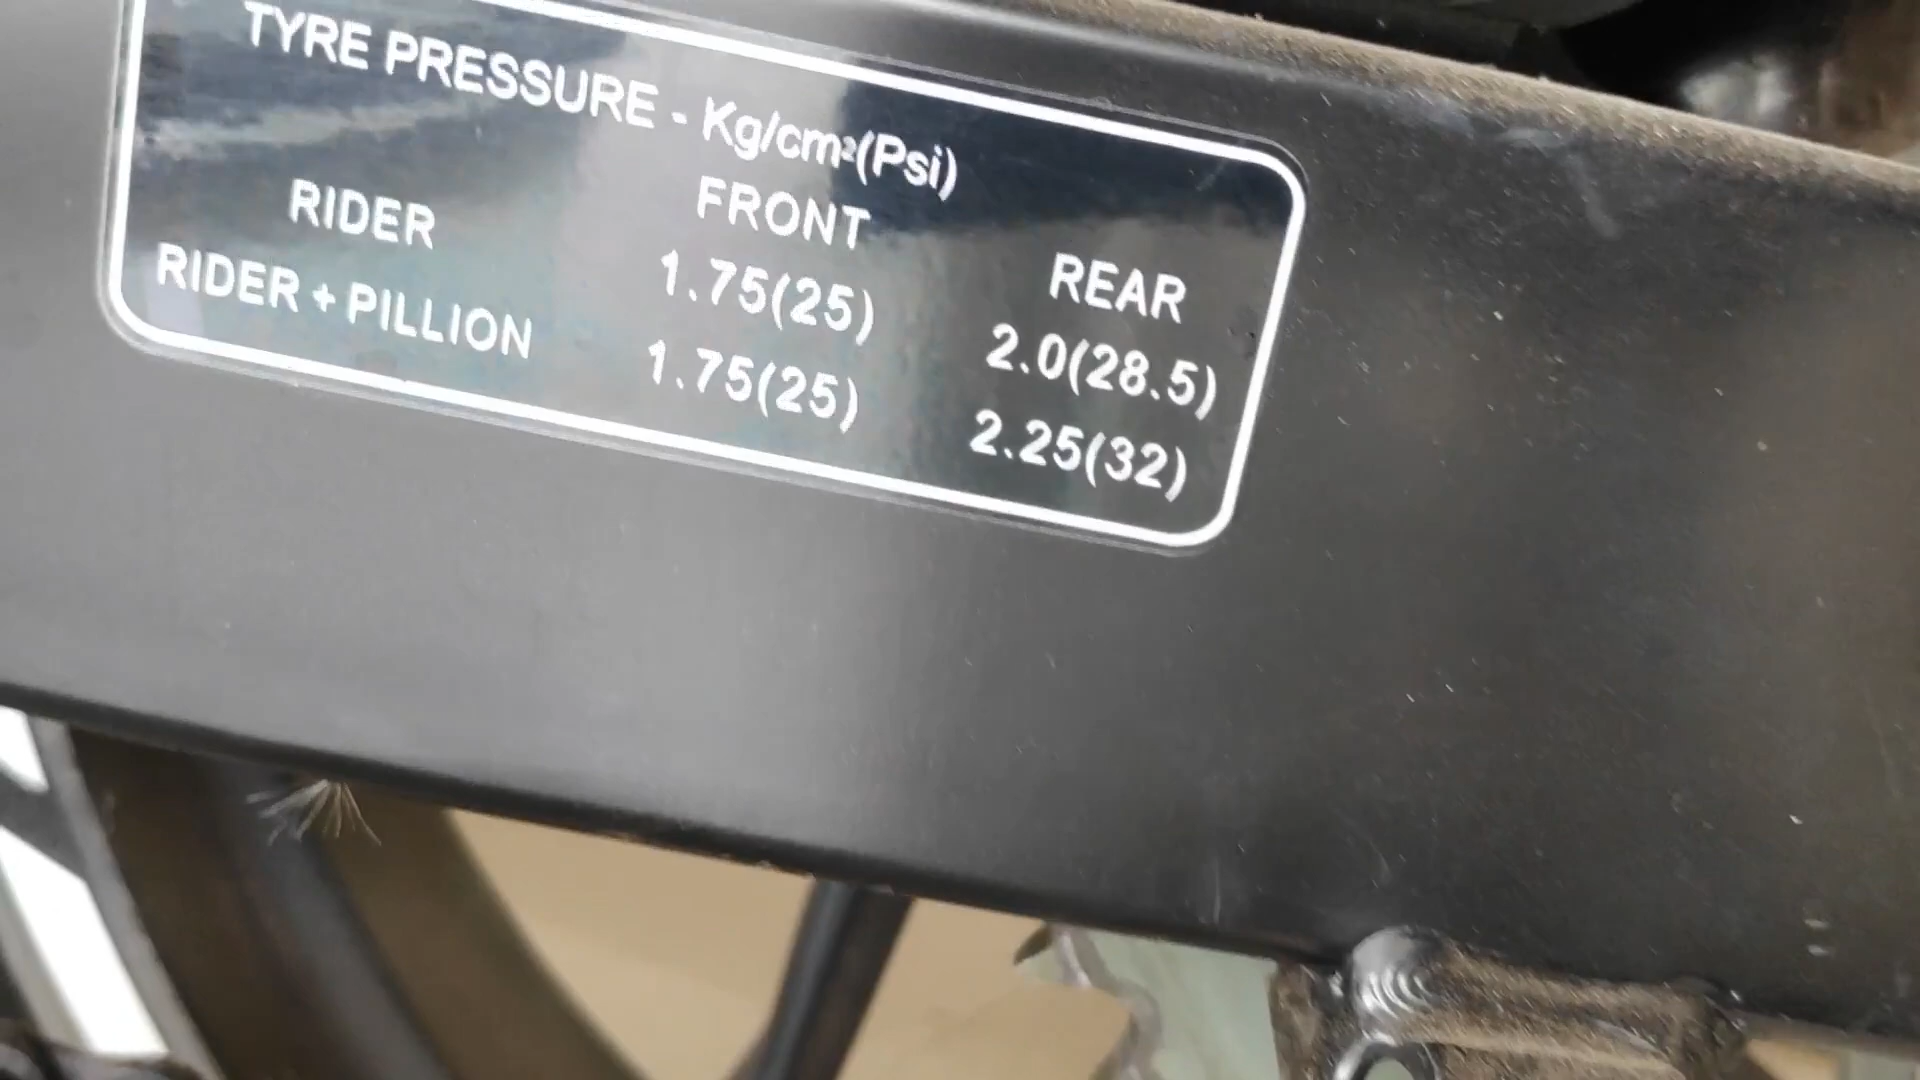 TYRE PRESSURE - Kg/cm²(Psi)
FRONT REAR
RIDER 1.75(25) 2.0(28.5)
RIDER + PILLION 1.75(25) 2.25(32)